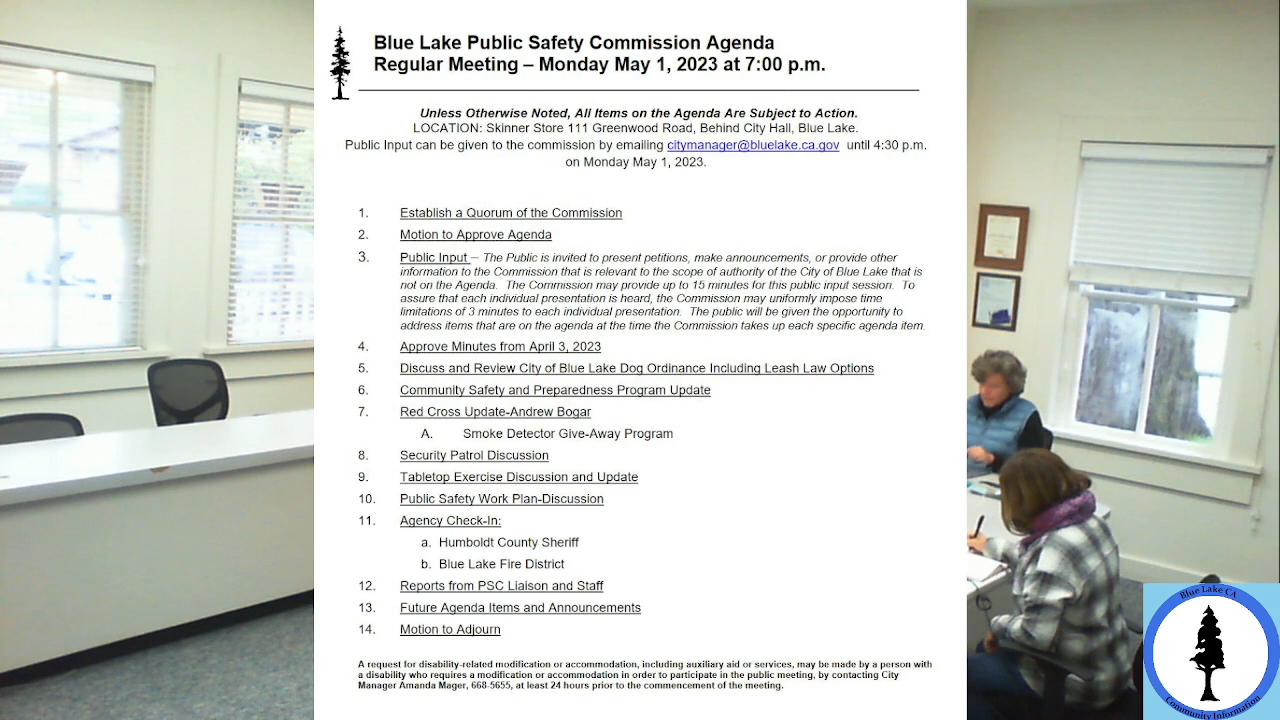 Blue Lake Public Safety Commission Agenda
Regular Meeting – Monday May 1, 2023 at 7:00 p.m.
Unless Otherwise Noted, All Items on the Agenda Are Subject to Action.
LOCATION: Skinner Store 111 Greenwood Road, Behind City Hall, Blue Lake.
Public Input can be given to the commission by emailing citymanager@bluelake.ca.gov until 4:30 p.m.
on Monday May 1, 2023.
1. Establish a Quorum of the Commission
2. Motion to Approve Agenda
3. Public Input – The Public is invited to present petitions, make announcements, or provide other
information to the Commission that is relevant to the scope of authority of the City of Blue Lake that is
not on the Agenda. The Commission may provide up to 15 minutes for this public input session. To
assure that each individual presentation is heard, the Commission may uniformly impose time
limitations of 3 minutes to each individual presentation. The public will be given the opportunity to
address items that are on the agenda at the time the Commission takes up each specific agenda item.
4. Approve Minutes from April 3, 2023
5. Discuss and Review City of Blue Lake Dog Ordinance Including Leash Law Options
6. Community Safety and Preparedness Program Update
7. Red Cross Update-Andrew Bogar
A. Smoke Detector Give-Away Program
8. Security Patrol Discussion
9. Tabletop Exercise Discussion and Update
10. Public Safety Work Plan-Discussion
11. Agency Check-In:
a. Humboldt County Sheriff
b. Blue Lake Fire District
12. Reports from PSC Liaison and Staff
13. Future Agenda Items and Announcements
14. Motion to Adjourn
A request for disability-related modification or accommodation, including auxiliary aid or services, may be made by a person with
a disability who requires a modification or accommodation in order to participate in the public meeting, by contacting City
Manager Amanda Mager, 668-5655, at least 24 hours prior to the commencement of the meeting.
Blue Lake CA
Community Information